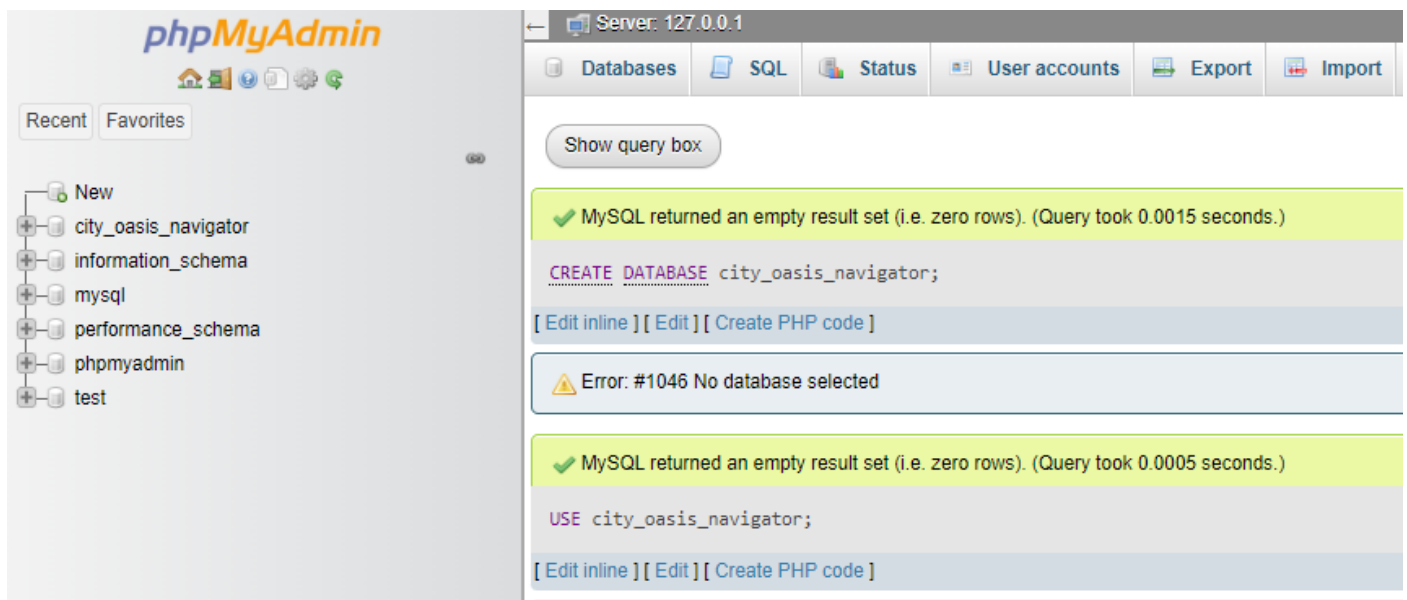 phpMyAdmin
Recent Favorites
New
city_oasis_navigator
information_schema
mysql
performance_schema
phpmyadmin
test
← Server: 127.0.0.1
Databases SQL Status User accounts Export Import
Show query box
MySQL returned an empty result set (i.e. zero rows). (Query took 0.0015 seconds.)
CREATE DATABASE city_oasis_navigator;
[ Edit inline ] [ Edit ] [ Create PHP code ]
Error: #1046 No database selected
MySQL returned an empty result set (i.e. zero rows). (Query took 0.0005 seconds.)
USE city_oasis_navigator;
[ Edit inline ] [ Edit ] [ Create PHP code ]